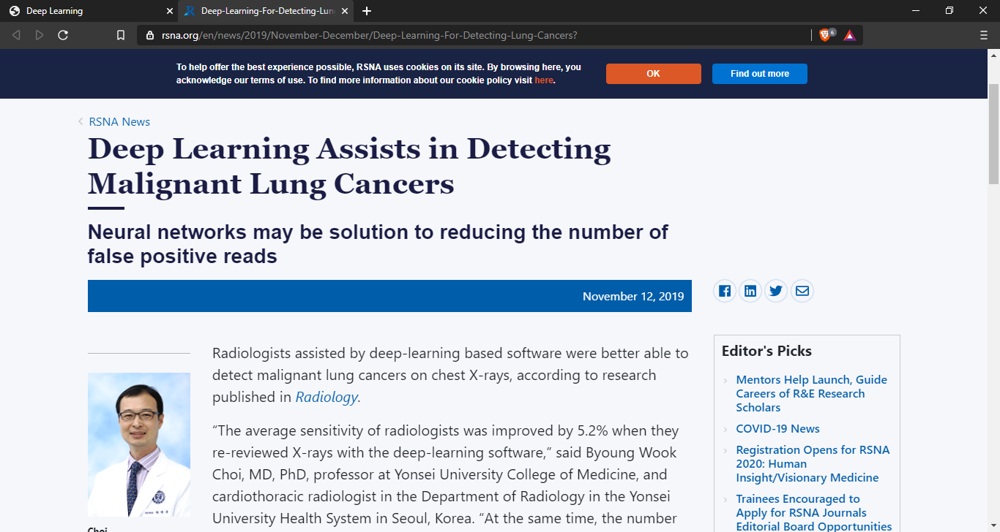 Deep Learning
Deep-Learning-For-Detecting-Lun
rsna.org/en/news/2019/November-December/Deep-Learning-For-Detecting-Lung-Cancers?
6
To help offer the best experience possible, RSNA uses cookies on its site. By browsing here, you
acknowledge our terms of use. To find more information about our cookie policy visit here.
OK
Find out more
RSNA News
Deep Learning Assists in Detecting
Malignant Lung Cancers
Neural networks may be solution to reducing the number of
false positive reads
November 12, 2019
Radiologists assisted by deep-learning based software were better able to
detect malignant lung cancers on chest X-rays, according to research
published in Radiology.
“The average sensitivity of radiologists was improved by 5.2% when they
re-reviewed X-rays with the deep-learning software,” said Byoung Wook
Choi, MD, PhD, professor at Yonsei University College of Medicine, and
cardiothoracic radiologist in the Department of Radiology in the Yonsei
University Health System in Seoul, Korea. “At the same time, the number
Choi
Editor's Picks
Mentors Help Launch, Guide
Careers of R&E Research
Scholars
COVID-19 News
Registration Opens for RSNA
2020: Human
Insight/Visionary Medicine
Trainees Encouraged to
Apply for RSNA Journals
Editorial Board Opportunities